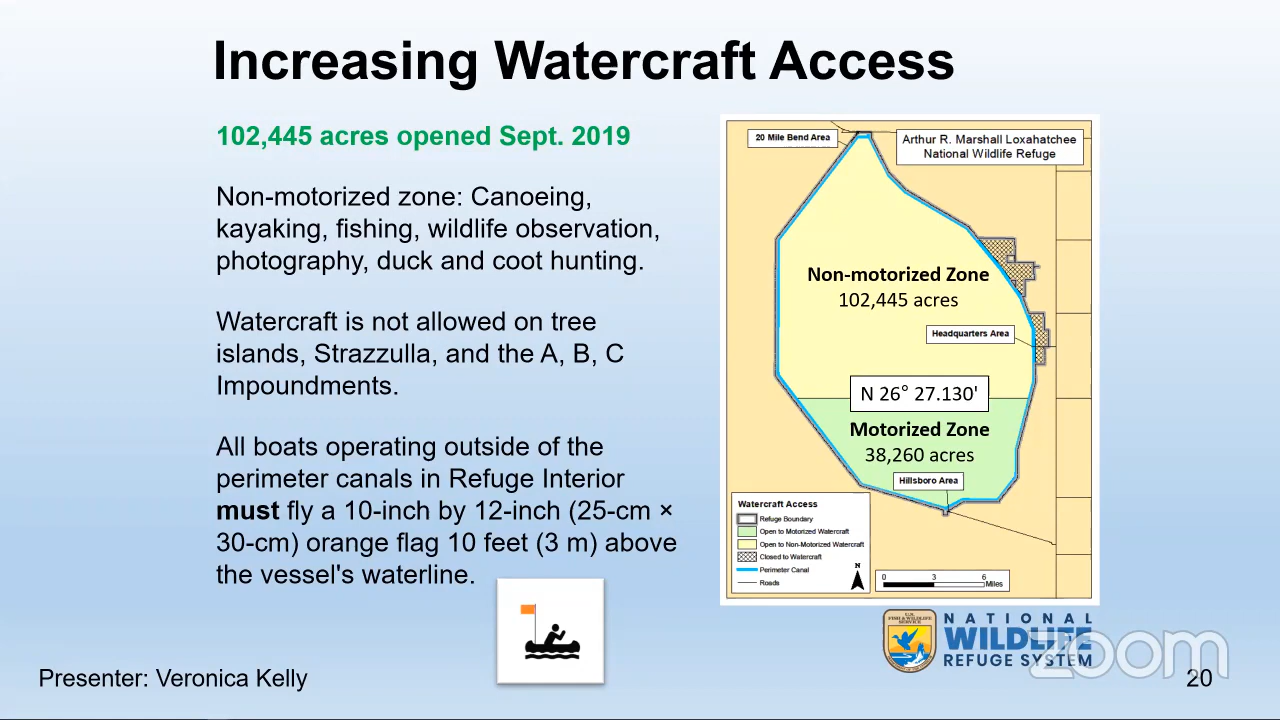 Increasing Watercraft Access
102,445 acres opened Sept. 2019
Non-motorized zone: Canoeing,
kayaking, fishing, wildlife observation,
photography, duck and coot hunting.
Watercraft is not allowed on tree
islands, Strazzulla, and the A, B, C
Impoundments.
All boats operating outside of the
perimeter canals in Refuge Interior
must fly a 10-inch by 12-inch (25-cm ×
30-cm) orange flag 10 feet (3 m) above
the vessel's waterline.
20 Mile Bend Area
Arthur R. Marshall Loxahatchee
National Wildlife Refuge
Non-motorized Zone
102,445 acres
Headquarters Area
N 26° 27.130'
Motorized Zone
38,260 acres
Hillsboro Area
Watercraft Access
Refuge Boundary
Open to Motorized Watercraft
Open to Non-Motorized Watercraft
Closed to Watercraft
Perimeter Canal
Roads
N
0 3 6
Miles
U.S.
FISH & WILDLIFE
SERVICE
NATIONAL
WILDLIFE
REFUGE SYSTEM
zoom
Presenter: Veronica Kelly
20